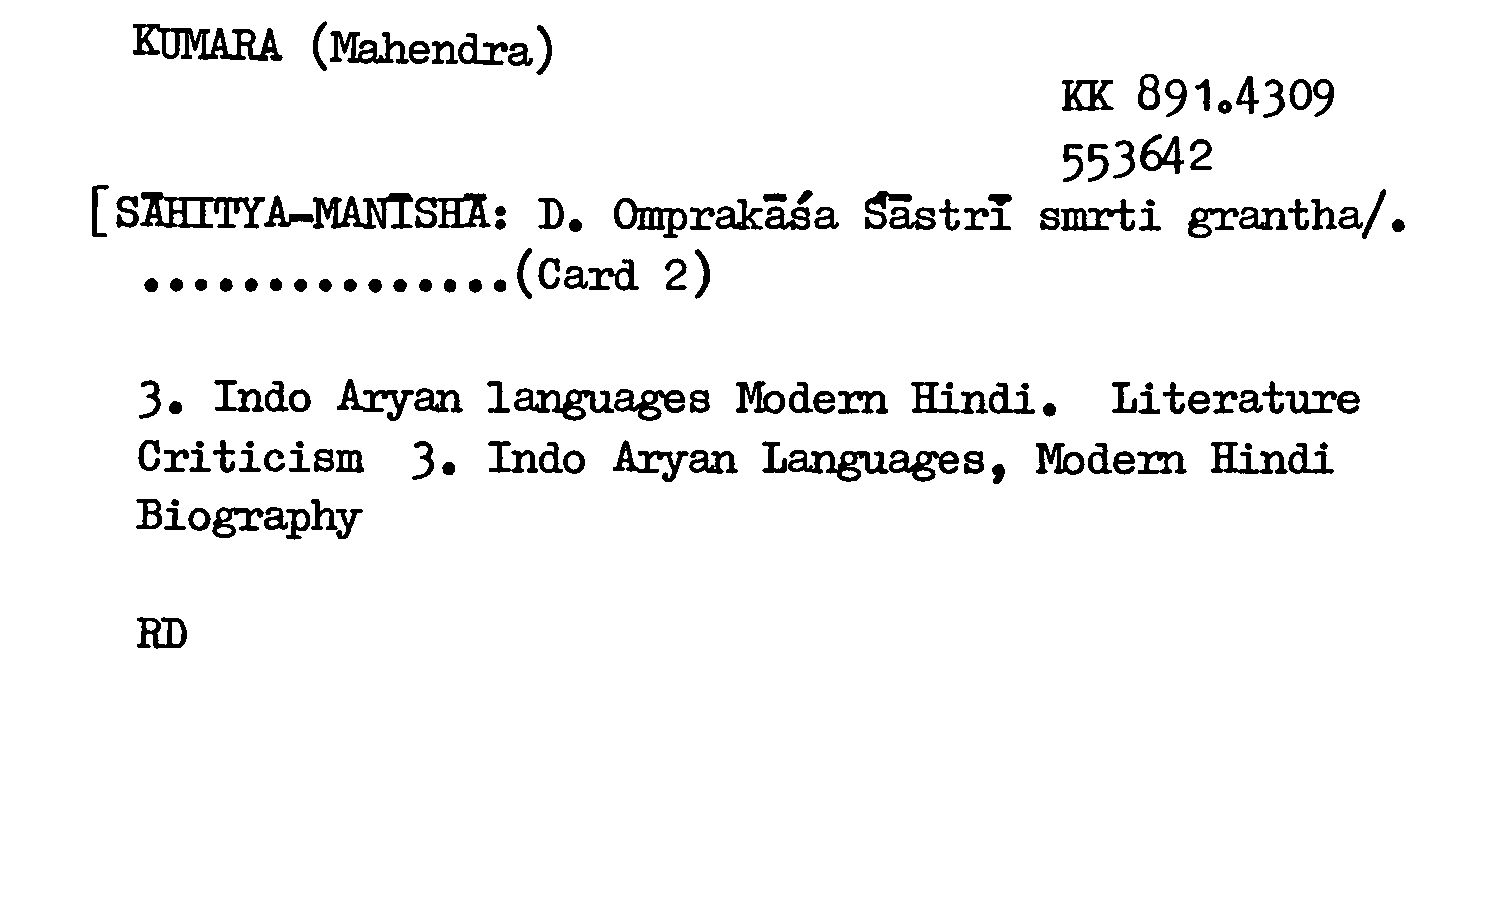 KUMARA (Mahendra)
KK 891.4309
553642
[SĀHITYA-MANĪSHĀ: D. Omprakāśa Śāstrī smrti grantha/.
...............(Card 2)
3. Indo Aryan languages Modern Hindi. Literature
Criticism 3. Indo Aryan Languages, Modern Hindi
Biography
RD